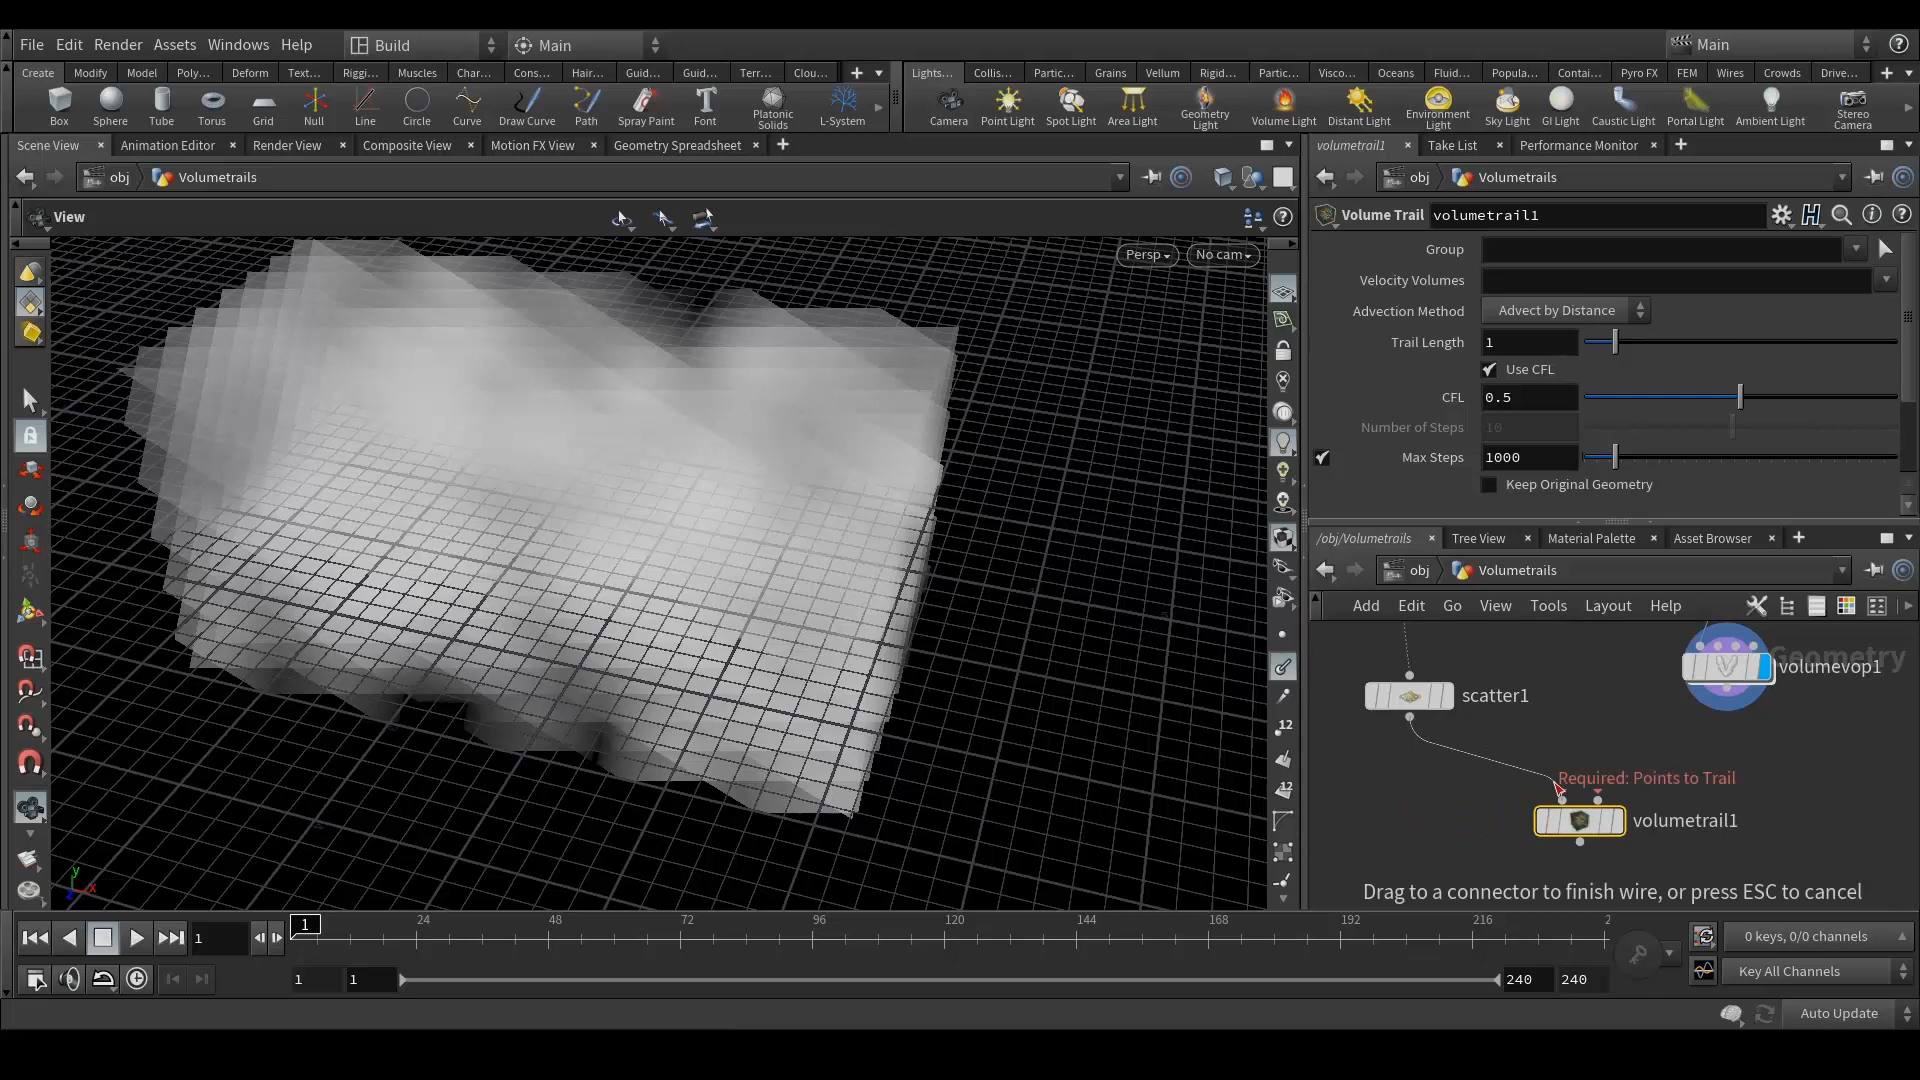 File Edit Render Assets Windows Help Build Main Main
Create Modify Model Poly... Deform Text... Riggi... Muscles Char... Cons... Hair... Guid... Guid... Terr... Clou... Lights... Collis... Partic... Grains Vellum Rigid... Partic... Visco... Oceans Fluid... Popula... Contai... Pyro FX FEM Wires Crowds Drive...
Box Sphere Tube Torus Grid Null Line Circle Curve Draw Curve Path Spray Paint Font Platonic Solids L-System Camera Point Light Spot Light Area Light Geometry Light Volume Light Distant Light Environment Light Sky Light GI Light Caustic Light Portal Light Ambient Light Stereo Camera
Scene View Animation Editor Render View Composite View Motion FX View Geometry Spreadsheet
obj Volumetrails
View
Persp No cam
volumetrail1 Take List Performance Monitor
obj Volumetrails
Volume Trail volumetrail1
Group
Velocity Volumes
Advection Method Advect by Distance
Trail Length 1
Use CFL
CFL 0.5
Number of Steps 10
Max Steps 1000
Keep Original Geometry
/obj/Volumetrails Tree View Material Palette Asset Browser
obj Volumetrails
Add Edit Go View Tools Layout Help
Geometry
volumevop1
scatter1
Required: Points to Trail
volumetrail1
Drag to a connector to finish wire, or press ESC to cancel
12
12
y
x
1 1 24 48 72 96 120 144 168 192 216 2
0 keys, 0/0 channels
1 1 240 240 Key All Channels
Auto Update